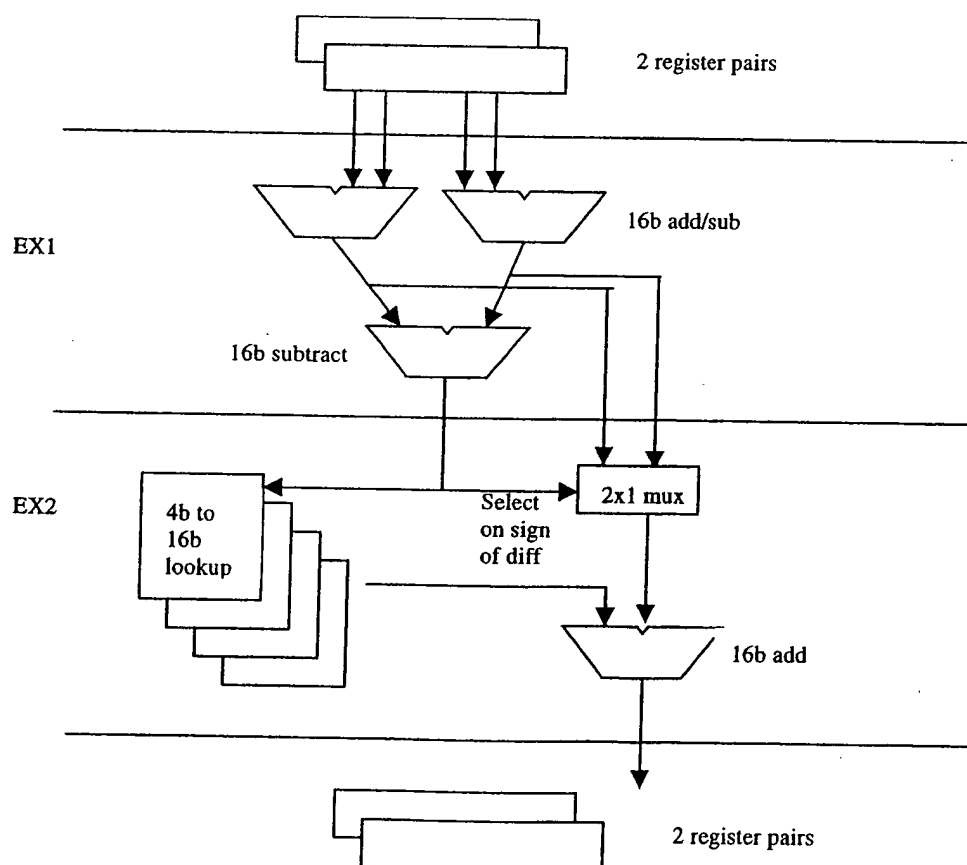 2 register pairs
16b add/sub
EX1
16b subtract
EX2
4b to
16b
lookup
Select
on sign
of diff
2x1 mux
16b add
2 register pairs